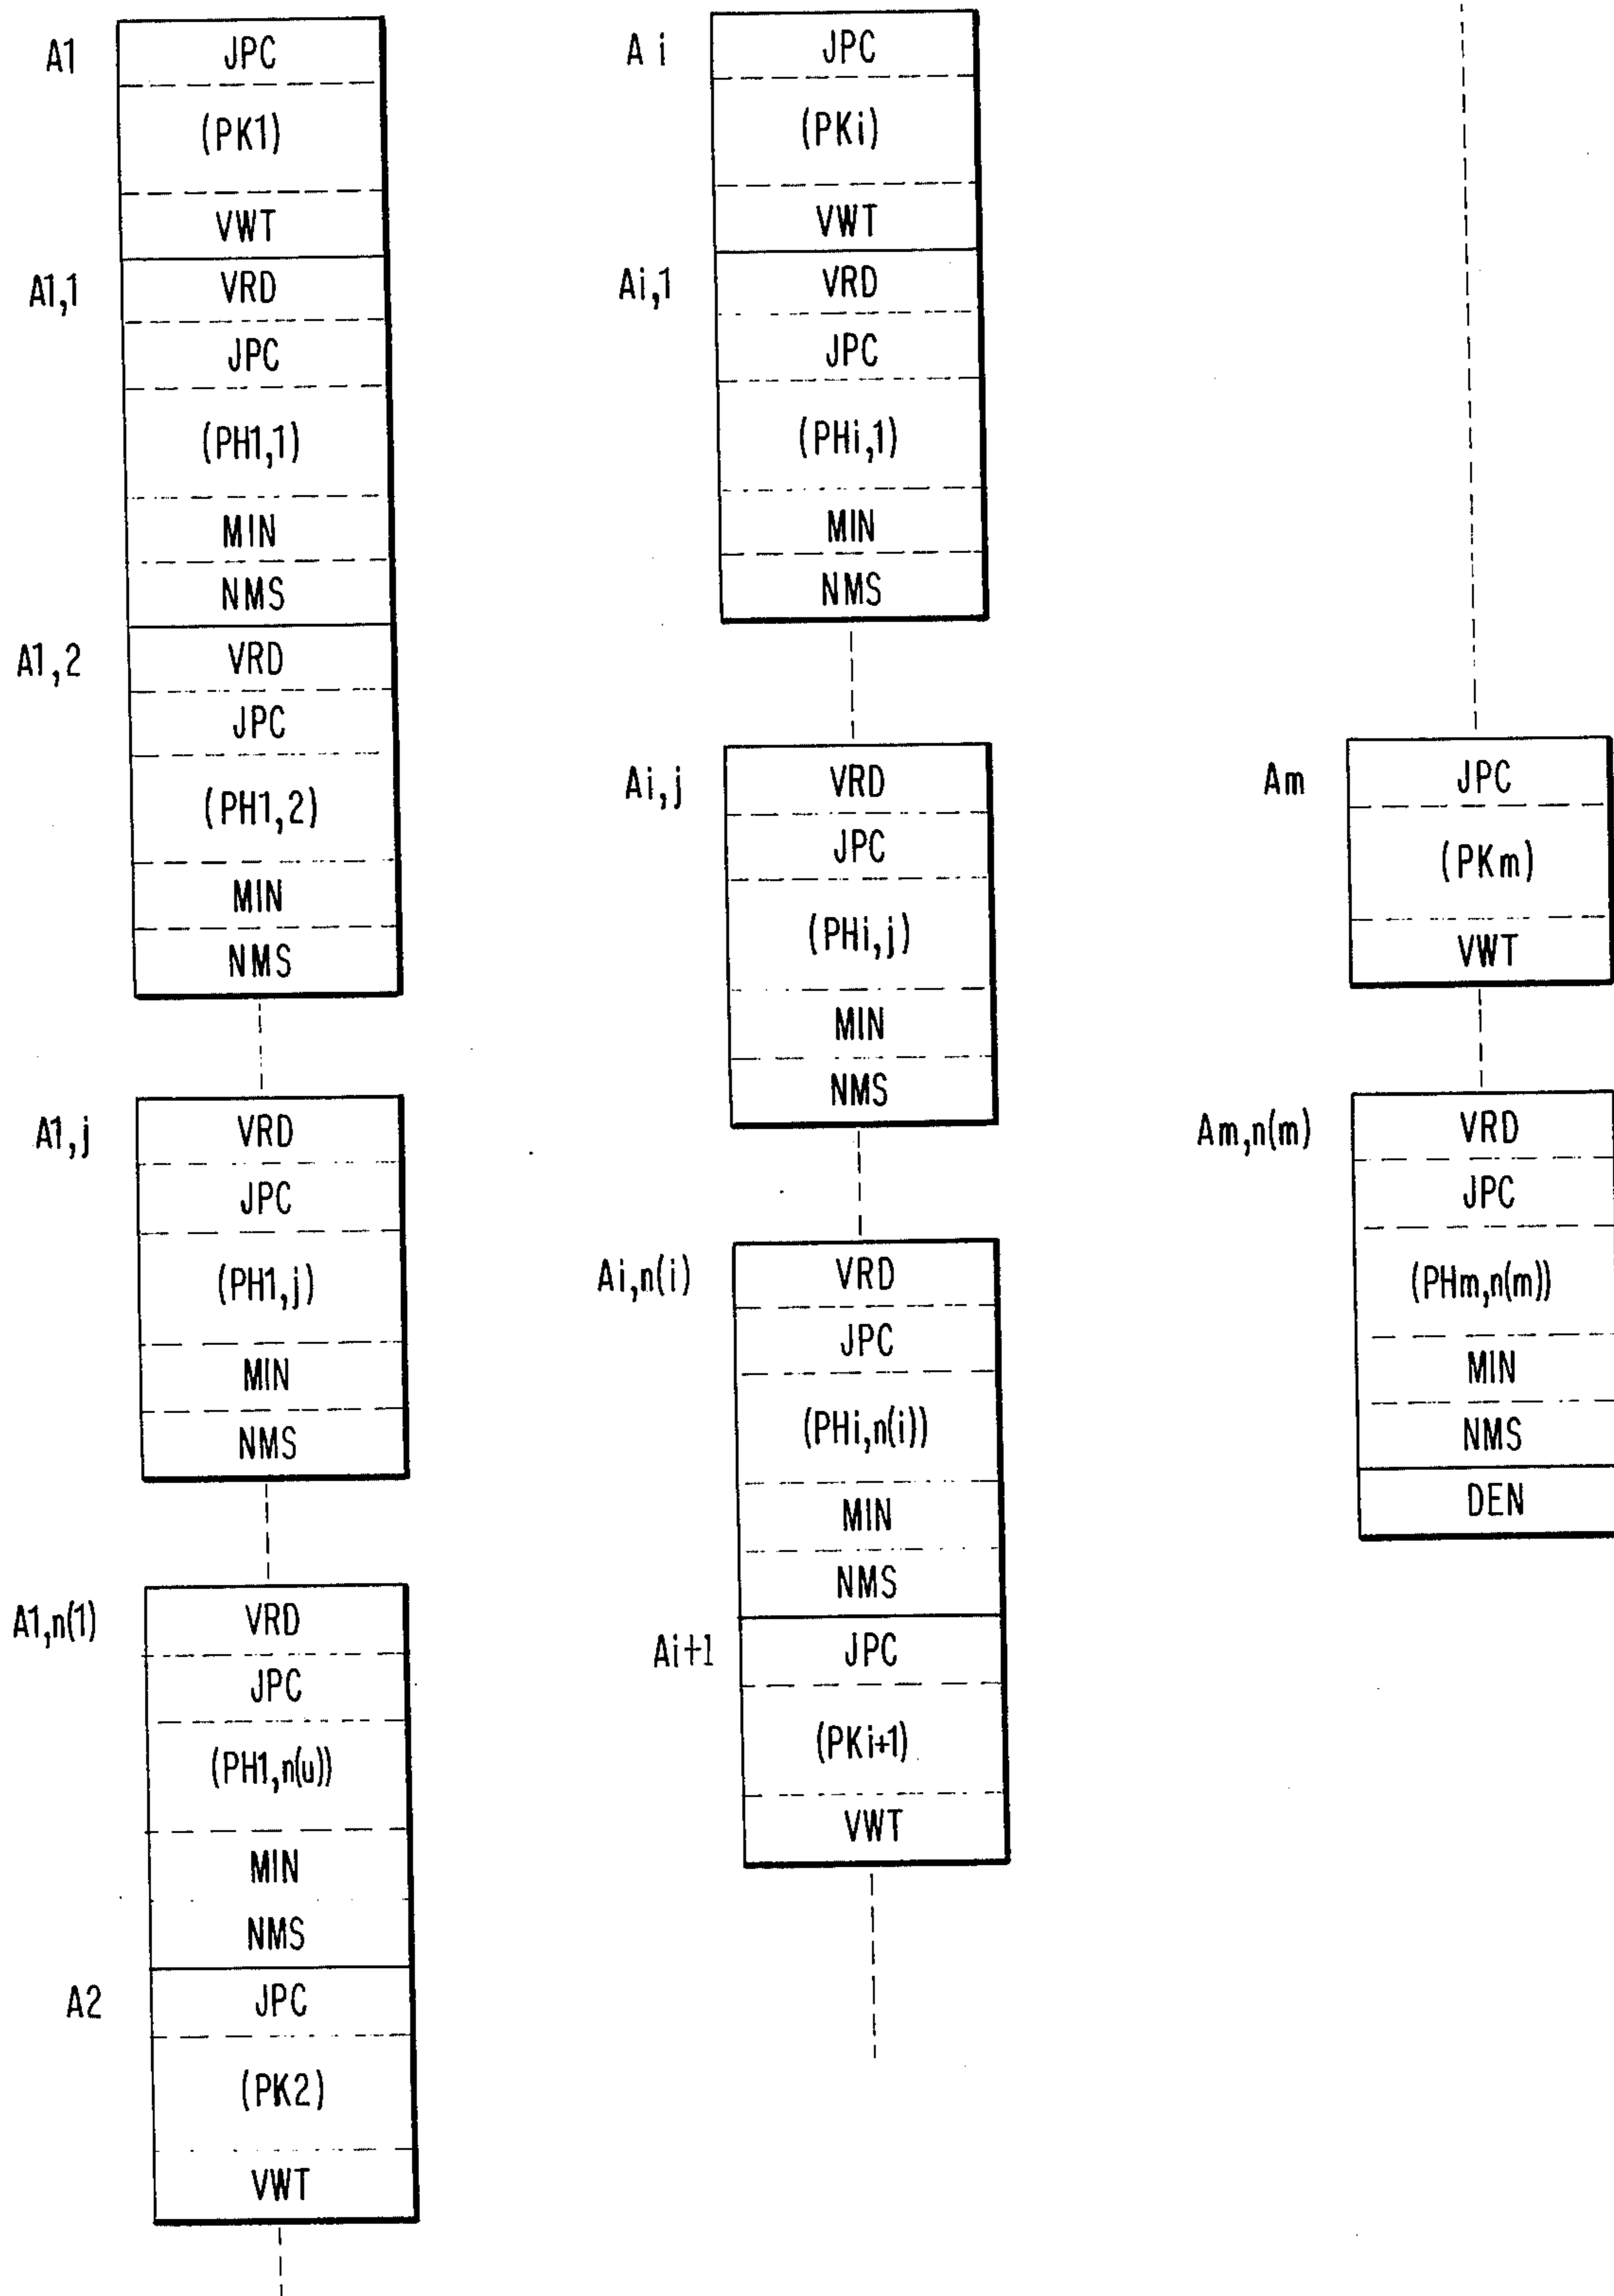 A1 JPC
(PK1)
VWT
A1,1 VRD
JPC
(PH1,1)
MIN
NMS
A1,2 VRD
JPC
(PH1,2)
MIN
NMS
A1,j VRD
JPC
(PH1,j)
MIN
NMS
A1,n(1) VRD
JPC
(PH1,n(u))
MIN
NMS
A2 JPC
(PK2)
VWT
A i JPC
(PKi)
VWT
Ai,1 VRD
JPC
(PHi,1)
MIN
NMS
Ai,j VRD
JPC
(PHi,j)
MIN
NMS
Ai,n(i) VRD
JPC
(PHi,n(i))
MIN
NMS
Ai+1 JPC
(PKi+1)
VWT
Am JPC
(PKm)
VWT
Am,n(m) VRD
JPC
(PHm,n(m))
MIN
NMS
DEN